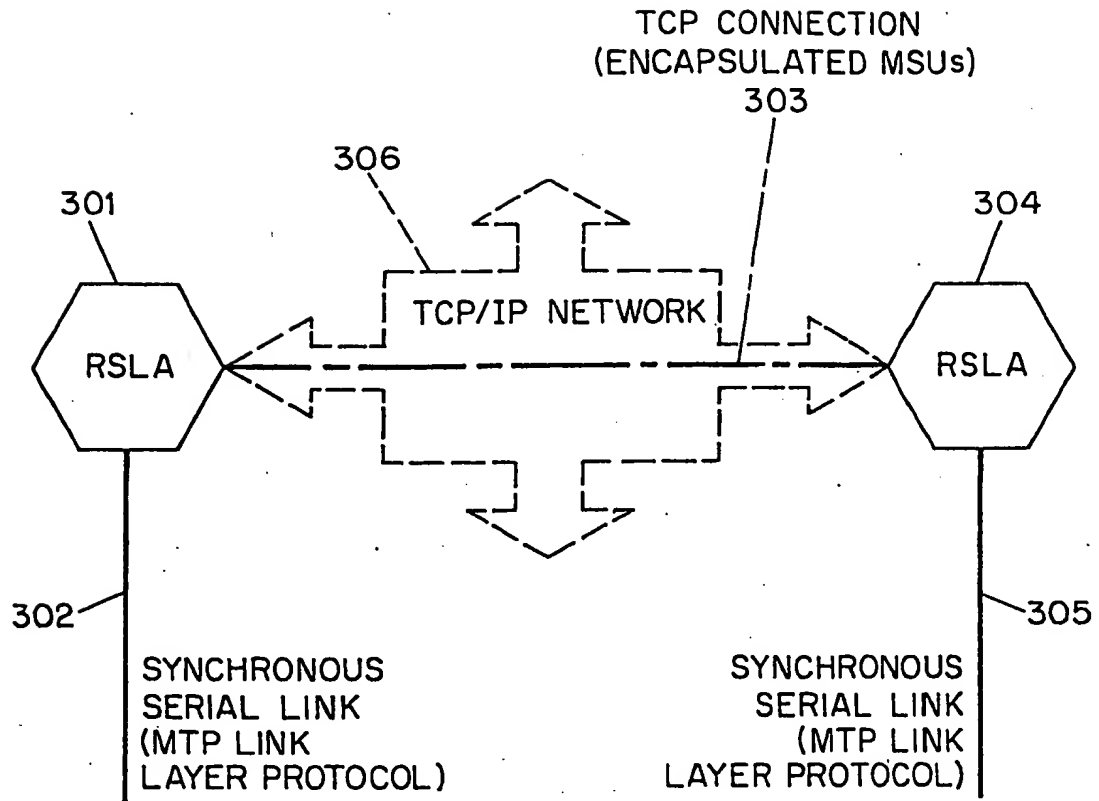 TCP CONNECTION
(ENCAPSULATED MSUs)
303
306
301
304
TCP/IP NETWORK
RSLA
RSLA
302
305
SYNCHRONOUS
SERIAL LINK
(MTP LINK
LAYER PROTOCOL)
SYNCHRONOUS
SERIAL LINK
(MTP LINK
LAYER PROTOCOL)